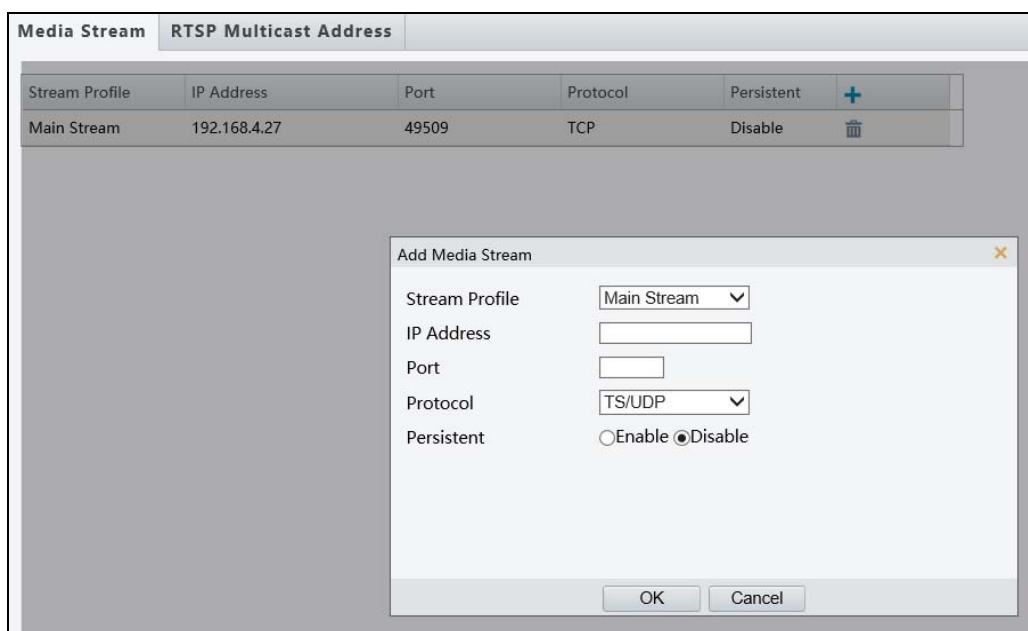 Media Stream RTSP Multicast Address
Stream Profile IP Address Port Protocol Persistent +
Main Stream 192.168.4.27 49509 TCP Disable
Add Media Stream ×
Stream Profile Main Stream
IP Address
Port
Protocol TS/UDP
Persistent Enable Disable
OK Cancel